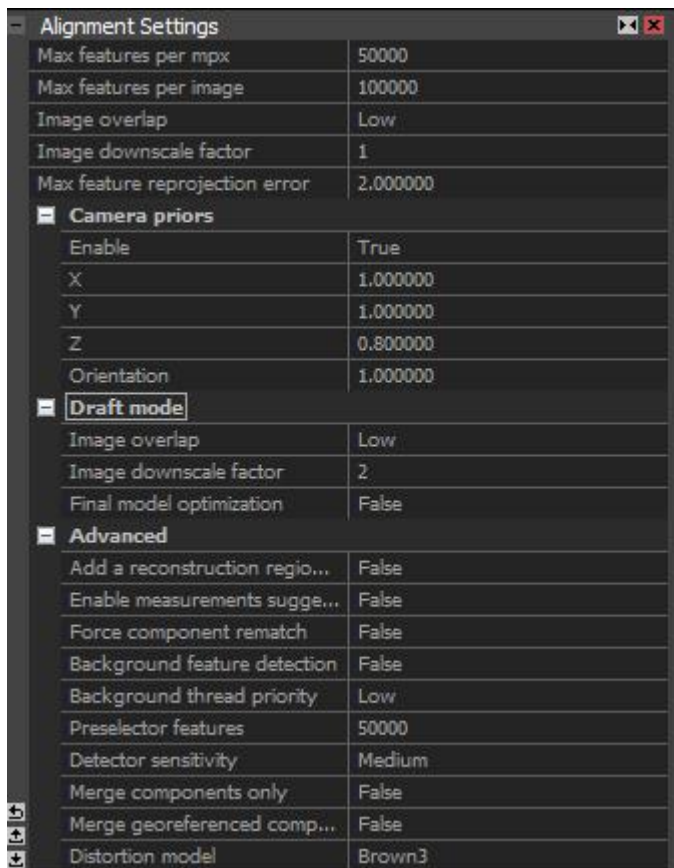 Alignment Settings
Max features per mpx 50000
Max features per image 100000
Image overlap Low
Image downscale factor 1
Max feature reprojection error 2.000000
Camera priors
Enable True
X 1.000000
Y 1.000000
Z 0.800000
Orientation 1.000000
Draft mode
Image overlap Low
Image downscale factor 2
Final model optimization False
Advanced
Add a reconstruction regio... False
Enable measurements sugge... False
Force component rematch False
Background feature detection False
Background thread priority Low
Preselector features 50000
Detector sensitivity Medium
Merge components only False
Merge georeferenced comp... False
Distortion model Brown3